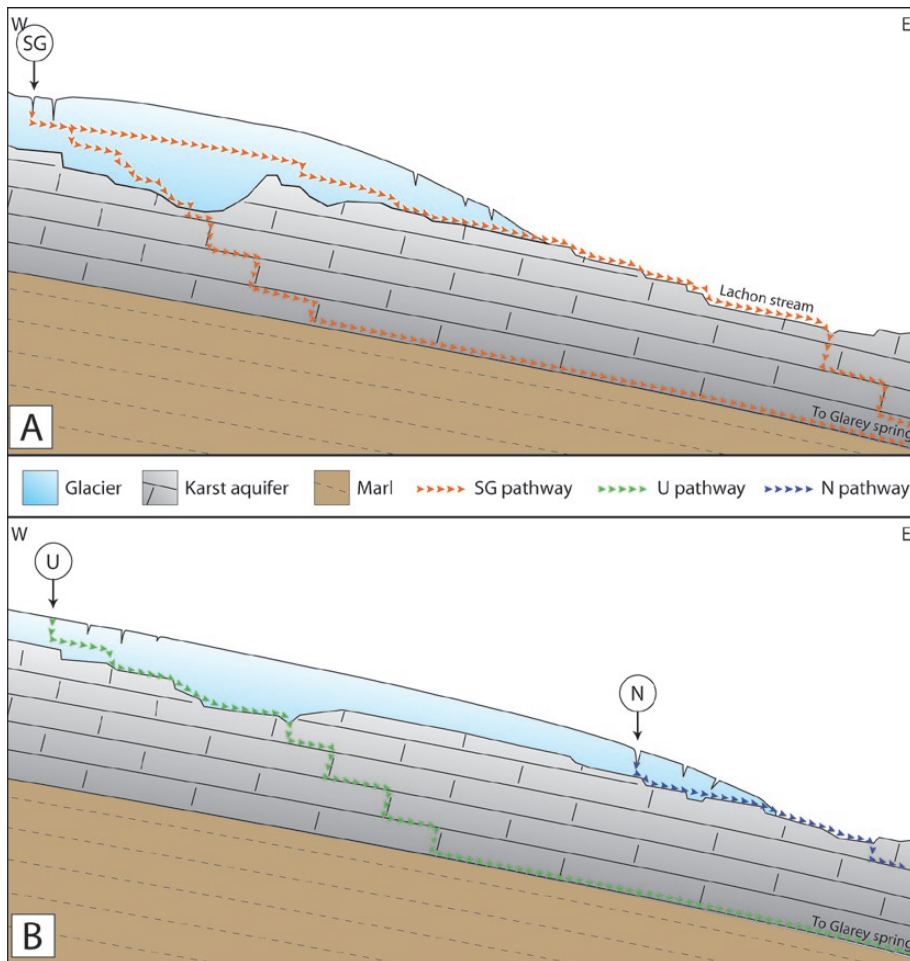 W
E
SG
Lachon stream
To Glarey spring
A
Glacier Karst aquifer Marl SG pathway U pathway N pathway
W
E
U
N
To Glarey spring
B